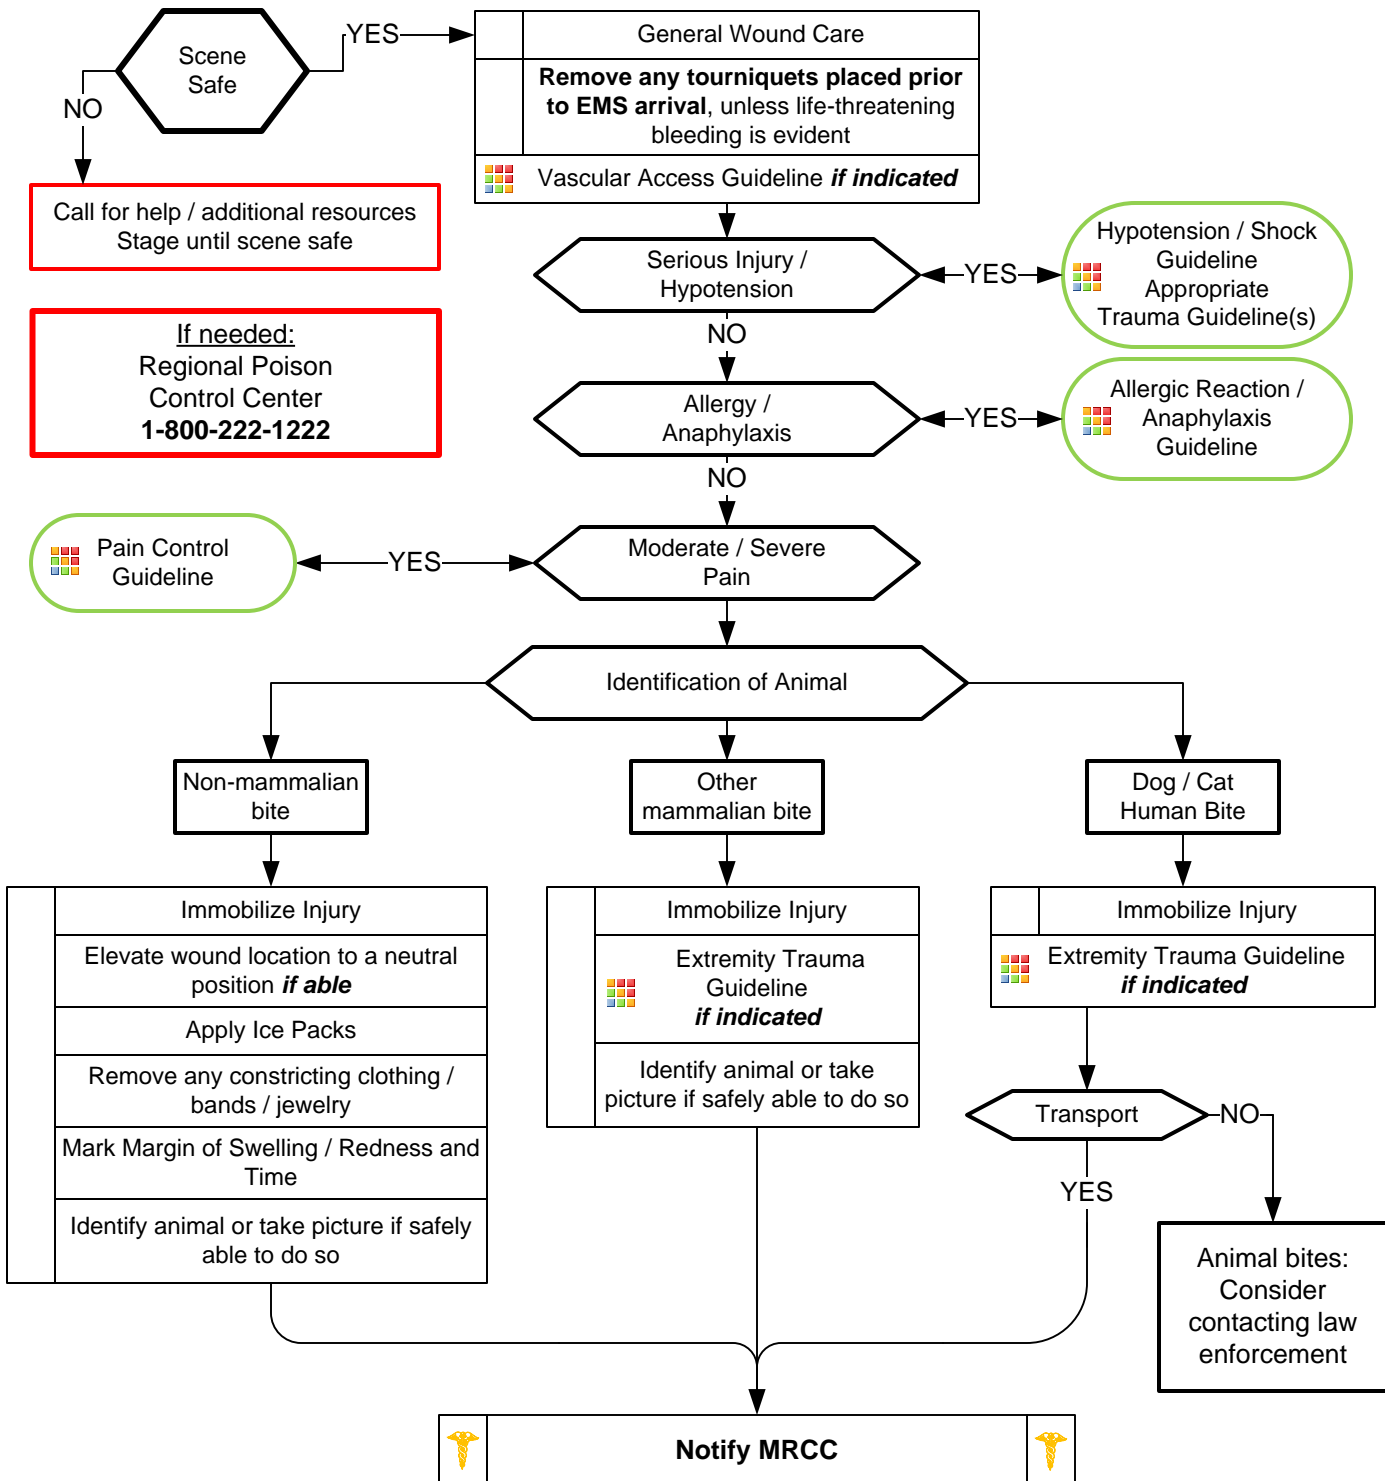 Scene
Safe
YES
NO
General Wound Care
Remove any tourniquets placed prior
to EMS arrival, unless life-threatening
bleeding is evident
Vascular Access Guideline if indicated
Call for help / additional resources
Stage until scene safe
If needed:
Regional Poison
Control Center
1-800-222-1222
Serious Injury /
Hypotension
YES
Hypotension / Shock
Guideline
Appropriate
Trauma Guideline(s)
NO
Allergy /
Anaphylaxis
YES
Allergic Reaction /
Anaphylaxis
Guideline
NO
Moderate / Severe
Pain
YES
Pain Control
Guideline
Identification of Animal
Non-mammalian
bite
Other
mammalian bite
Dog / Cat
Human Bite
Immobilize Injury
Elevate wound location to a neutral
position if able
Apply Ice Packs
Remove any constricting clothing /
bands / jewelry
Mark Margin of Swelling / Redness and
Time
Identify animal or take picture if safely
able to do so
Immobilize Injury
Extremity Trauma
Guideline
if indicated
Identify animal or take
picture if safely able to do so
Immobilize Injury
Extremity Trauma Guideline
if indicated
Transport
NO
YES
Animal bites:
Consider
contacting law
enforcement
Notify MRCC